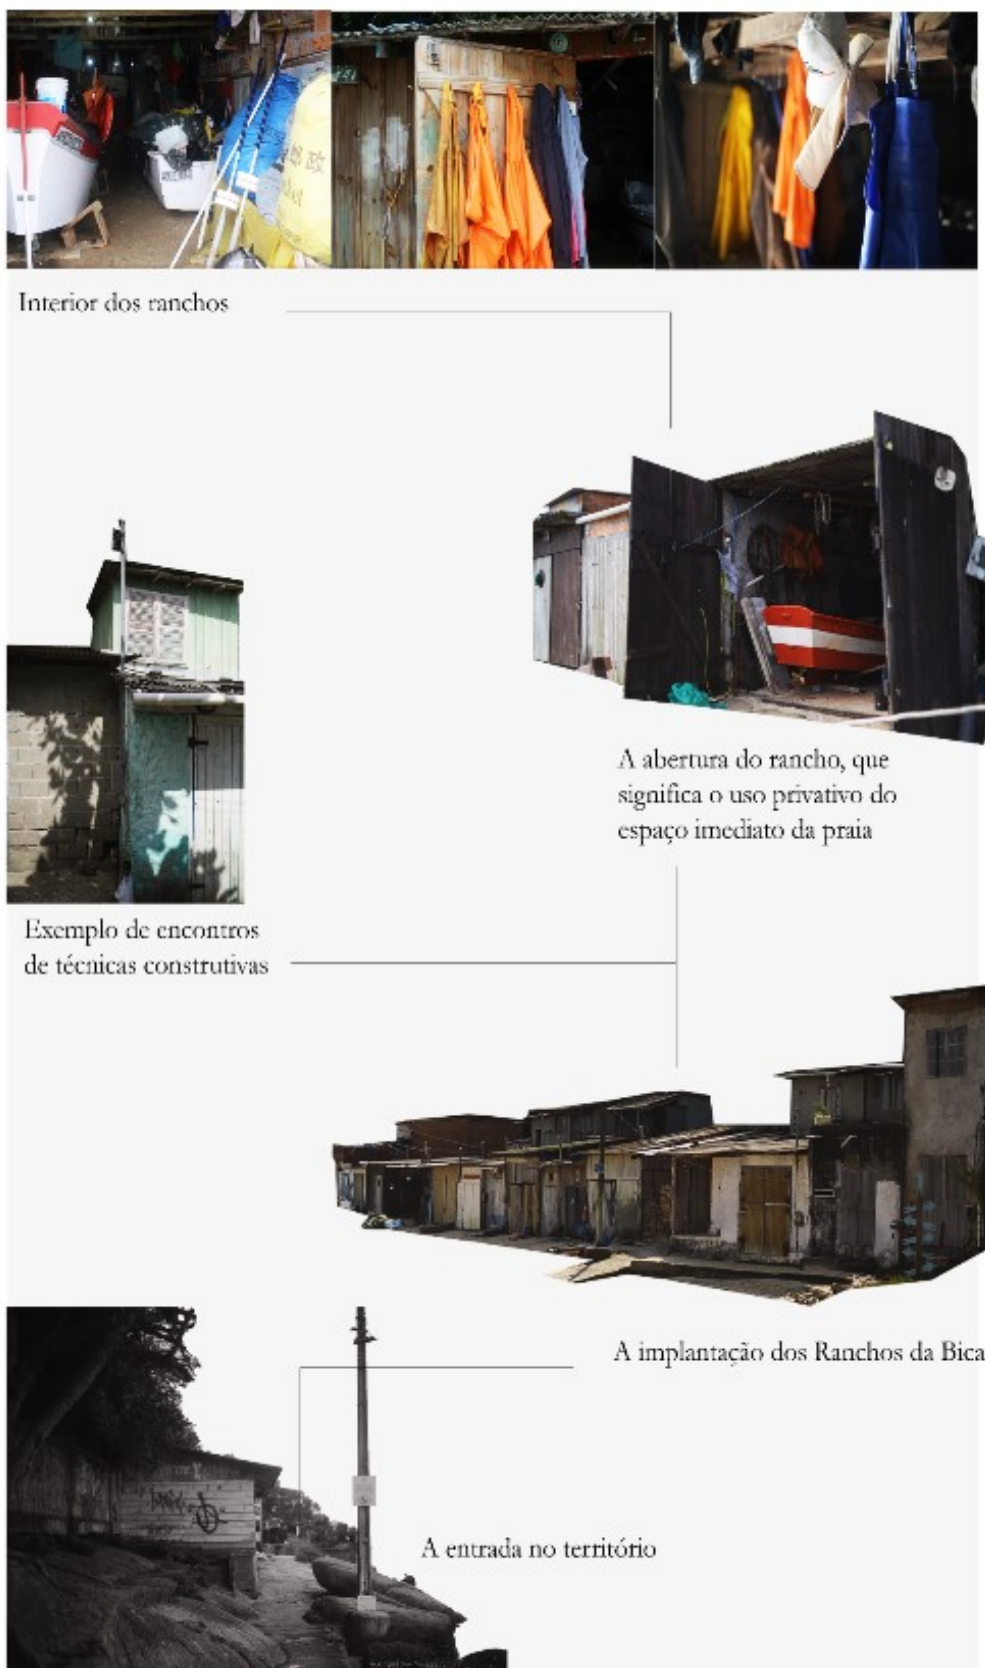 Interior dos ranchos
A abertura do rancho, que
significa o uso privativo do
espaço imediato da praia
Exemplo de encontros
de técnicas construtivas
A implantação dos Ranchos da Bica
A entrada no território